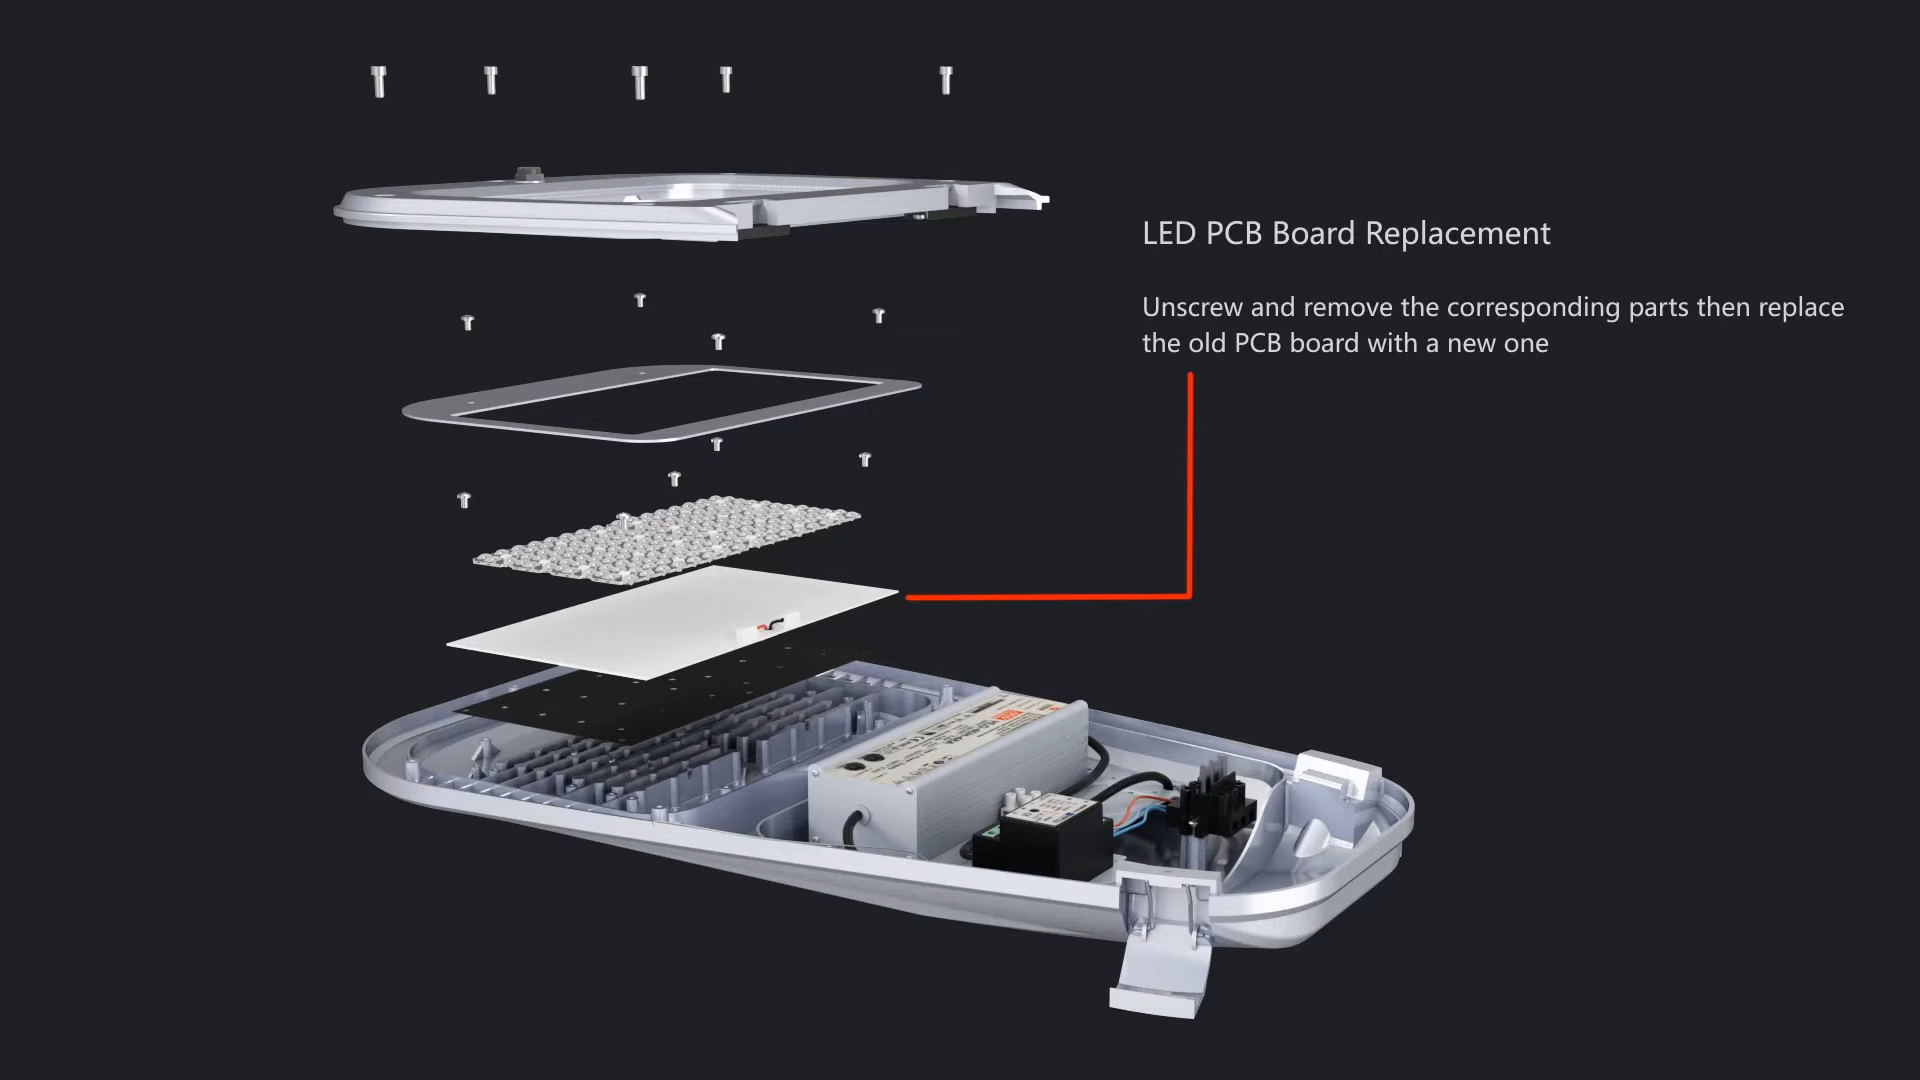 LED PCB Board Replacement
Unscrew and remove the corresponding parts then replace
the old PCB board with a new one